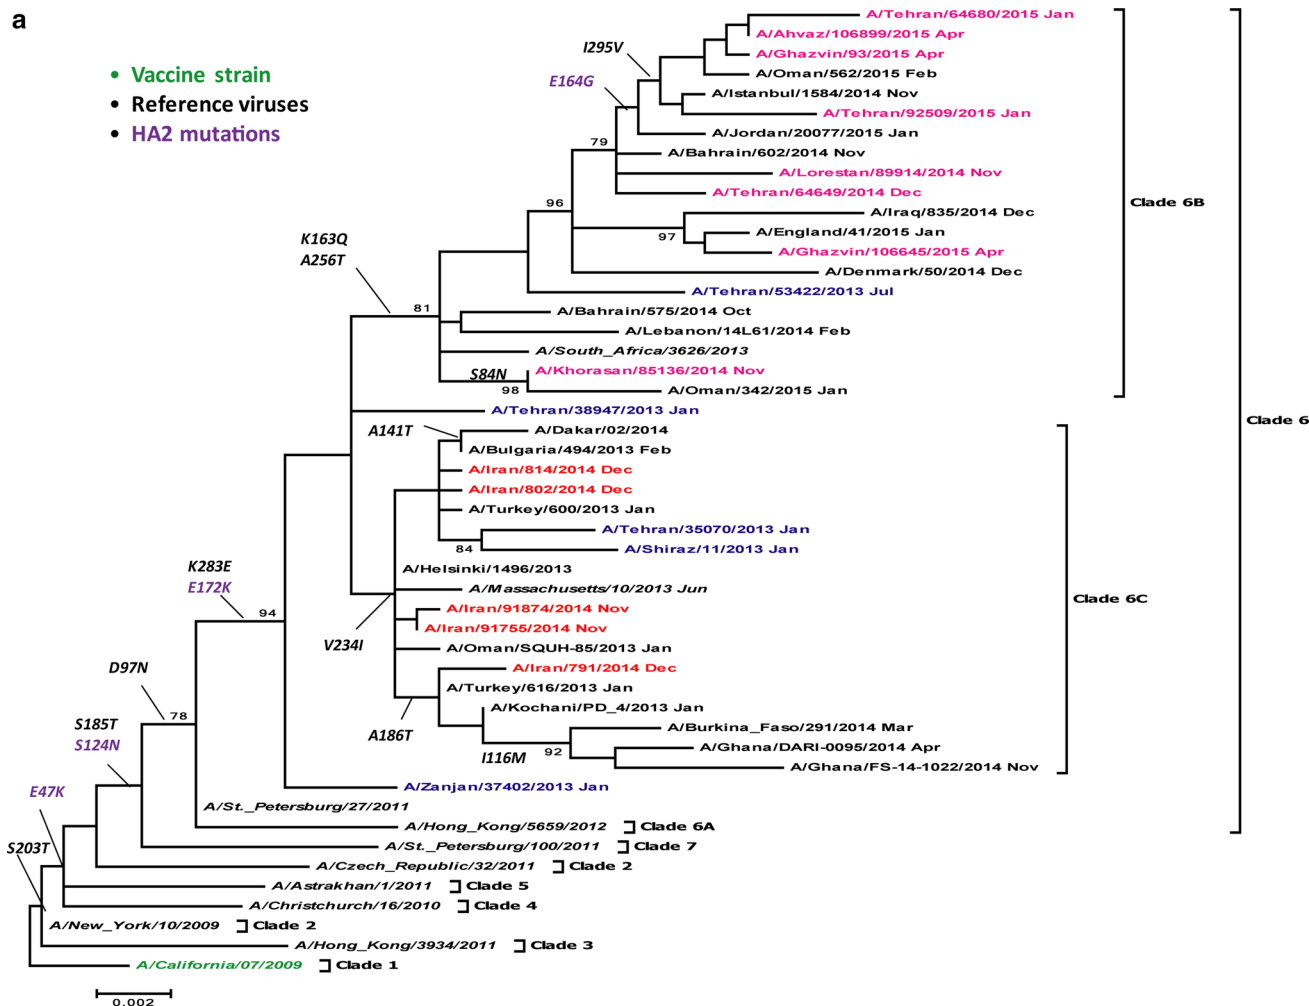 a
• Vaccine strain
• Reference viruses
• HA2 mutations
A/Tehran/64680/2015 Jan
A/Ahvaz/106899/2015 Apr
I295V
A/Ghazvin/93/2015 Apr
E164G
A/Oman/562/2015 Feb
A/Istanbul/1584/2014 Nov
A/Tehran/92509/2015 Jan
A/Jordan/20077/2015 Jan
79
A/Bahrain/602/2014 Nov
A/Lorestan/89914/2014 Nov
A/Tehran/64649/2014 Dec
Clade 6B
96
A/Iraq/835/2014 Dec
97
A/England/41/2015 Jan
K163Q
A256T
A/Ghazvin/106645/2015 Apr
A/Denmark/50/2014 Dec
A/Tehran/53422/2013 Jul
81
A/Bahrain/575/2014 Oct
A/Lebanon/14L61/2014 Feb
A/South_Africa/3626/2013
S84N
A/Khorasan/85136/2014 Nov
98
A/Oman/342/2015 Jan
A/Tehran/38947/2013 Jan
Clade 6
A141T
A/Dakar/02/2014
A/Bulgaria/494/2013 Feb
A/Iran/814/2014 Dec
A/Iran/802/2014 Dec
A/Turkey/600/2013 Jan
A/Tehran/35070/2013 Jan
84
A/Shiraz/11/2013 Jan
K283E
E172K
A/Helsinki/1496/2013
A/Massachusetts/10/2013 Jun
Clade 6C
94
A/Iran/91874/2014 Nov
A/Iran/91755/2014 Nov
V234I
A/Oman/SQUH-85/2013 Jan
D97N
A/Iran/791/2014 Dec
A/Turkey/616/2013 Jan
A/Kochani/PD_4/2013 Jan
78
S185T
S124N
A186T
A/Burkina_Faso/291/2014 Mar
I116M
92
A/Ghana/DARI-0095/2014 Apr
A/Ghana/FS-14-1022/2014 Nov
E47K
A/Zanjan/37402/2013 Jan
A/St._Petersburg/27/2011
A/Hong_Kong/5659/2012 Clade 6A
S203T
A/St._Petersburg/100/2011 Clade 7
A/Czech_Republic/32/2011 Clade 2
A/Astrakhan/1/2011 Clade 5
A/Christchurch/16/2010 Clade 4
A/New_York/10/2009 Clade 2
A/Hong_Kong/3934/2011 Clade 3
A/California/07/2009 Clade 1
0.002